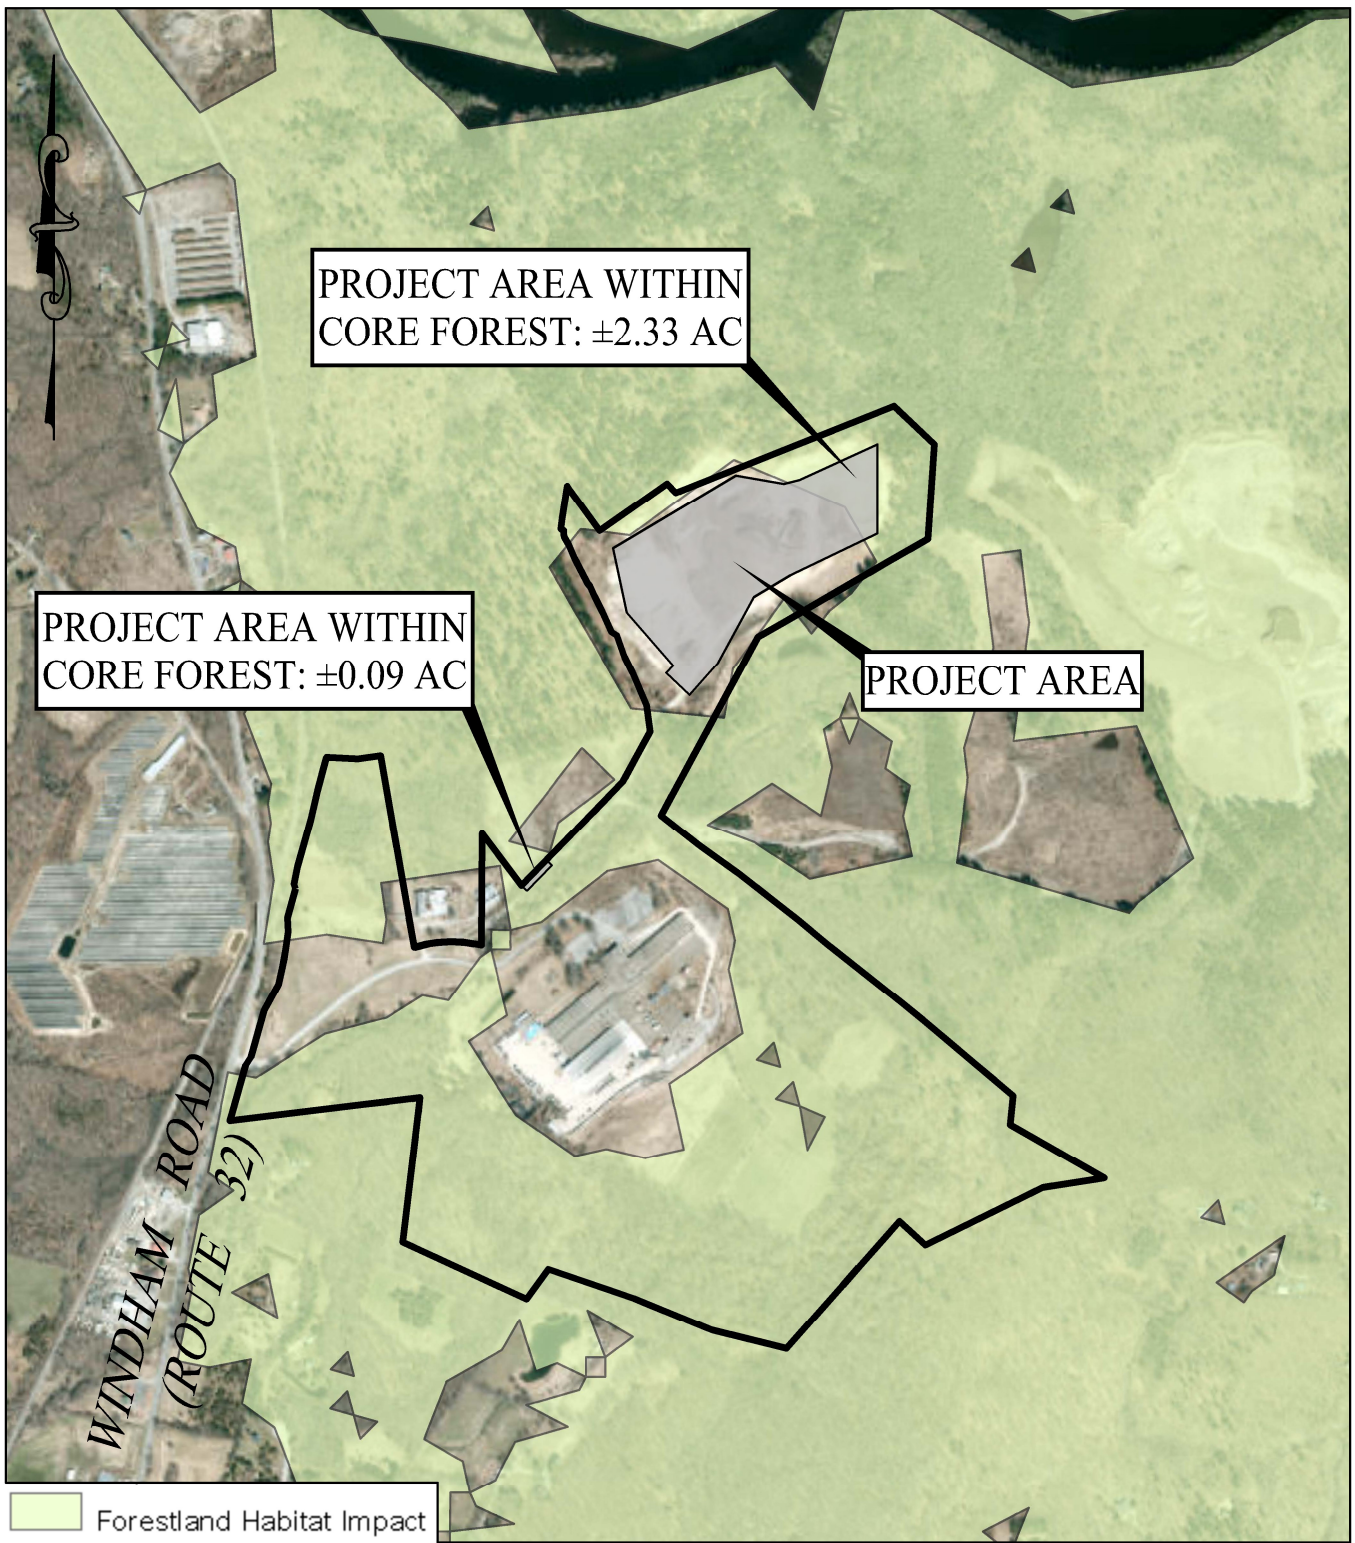 PROJECT AREA WITHIN
CORE FOREST: ±2.33 AC
PROJECT AREA WITHIN
CORE FOREST: ±0.09 AC
PROJECT AREA
WINDHAM ROAD
(ROUTE 32)
Forestland Habitat Impact